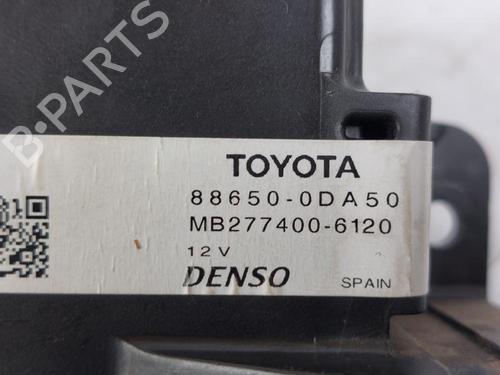 B-PARTS
TOYOTA
88650-0DA50
MB277400-6120
12V
DENSO
SPAIN